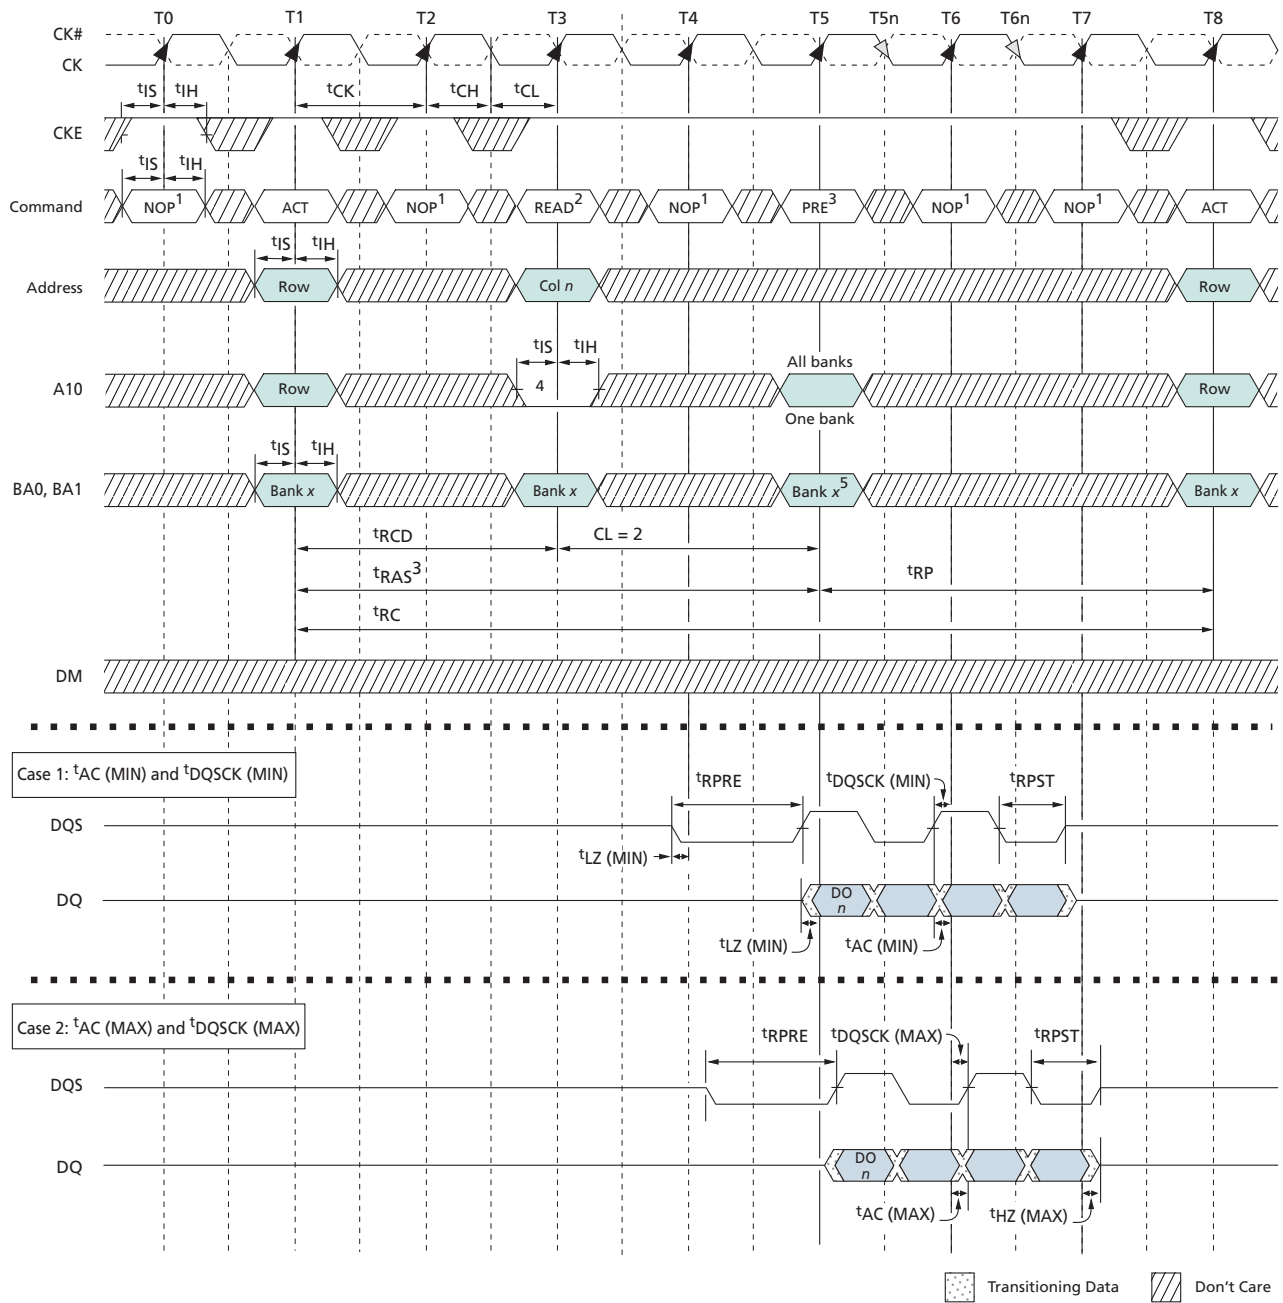 T0 T1 T2 T3 T4 T5 T5n T6 T6n T7 T8
CK#
CK
tIS tIH tCK tCH tCL
CKE
tIS tIH
Command NOP1 ACT NOP1 READ2 NOP1 PRE3 NOP1 NOP1 ACT
tIS tIH
Address Row Col n Row
tIS tIH All banks
A10 Row 4 Row
One bank
tIS tIH
BA0, BA1 Bank x Bank x Bank x5 Bank x
tRCD CL = 2
tRAS3 tRP
tRC
DM
Case 1: tAC (MIN) and tDQSCK (MIN)
tRPRE tDQSCK (MIN) tRPST
DQS
tLZ (MIN)
DQ DO
n
tLZ (MIN) tAC (MIN)
Case 2: tAC (MAX) and tDQSCK (MAX)
tRPRE tDQSCK (MAX) tRPST
DQS
DQ DO
n
tAC (MAX) tHZ (MAX)
Transitioning Data Don't Care